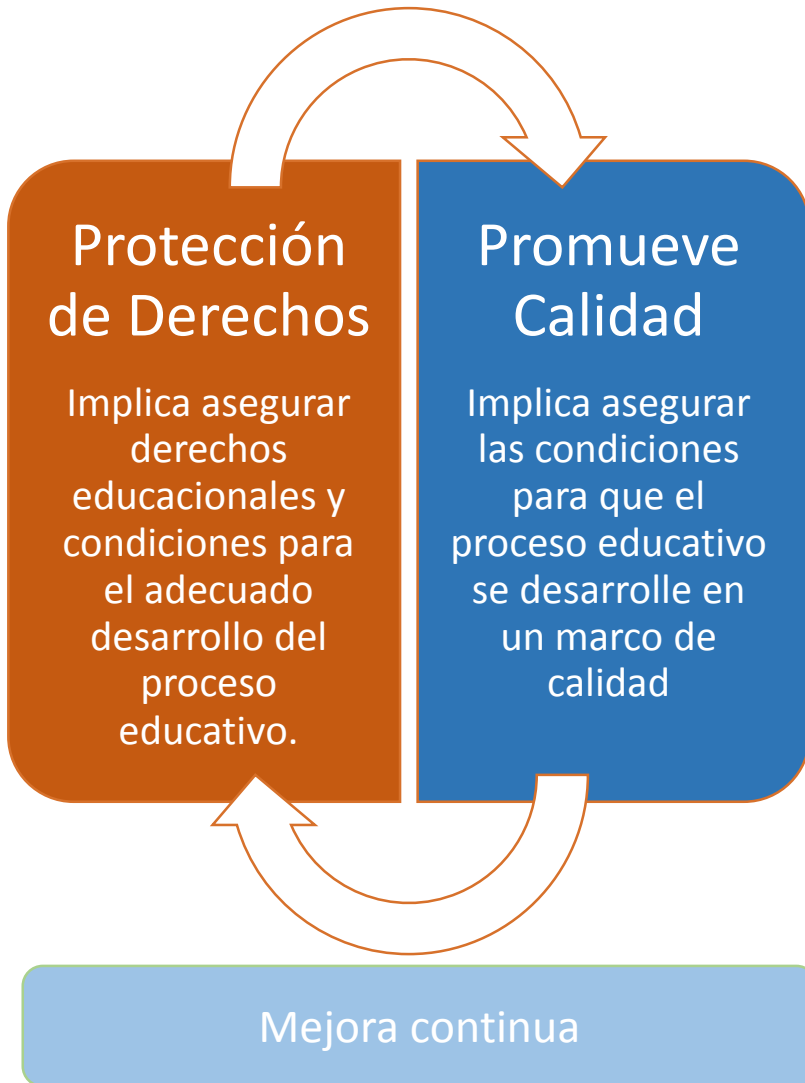 Protección
de Derechos
Implica asegurar
derechos
educacionales y
condiciones para
el adecuado
desarrollo del
proceso
educativo.
Promueve
Calidad
Implica asegurar
las condiciones
para que el
proceso educativo
se desarrolle en
un marco de
calidad
Mejora continua